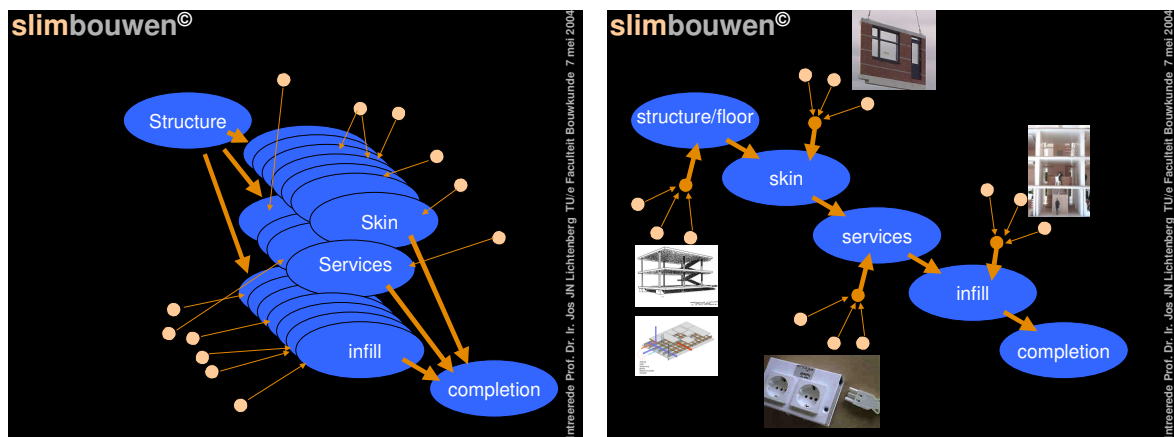 slimbouwen©
Structure
Skin
Services
infill
completion
Intreerede Prof. Dr. Ir. Jos JN Lichtenberg TU/e Faculteit Bouwkunde 7 mei 2004
slimbouwen©
structure/floor
skin
services
infill
completion
Intreerede Prof. Dr. Ir. Jos JN Lichtenberg TU/e Faculteit Bouwkunde 7 mei 2004